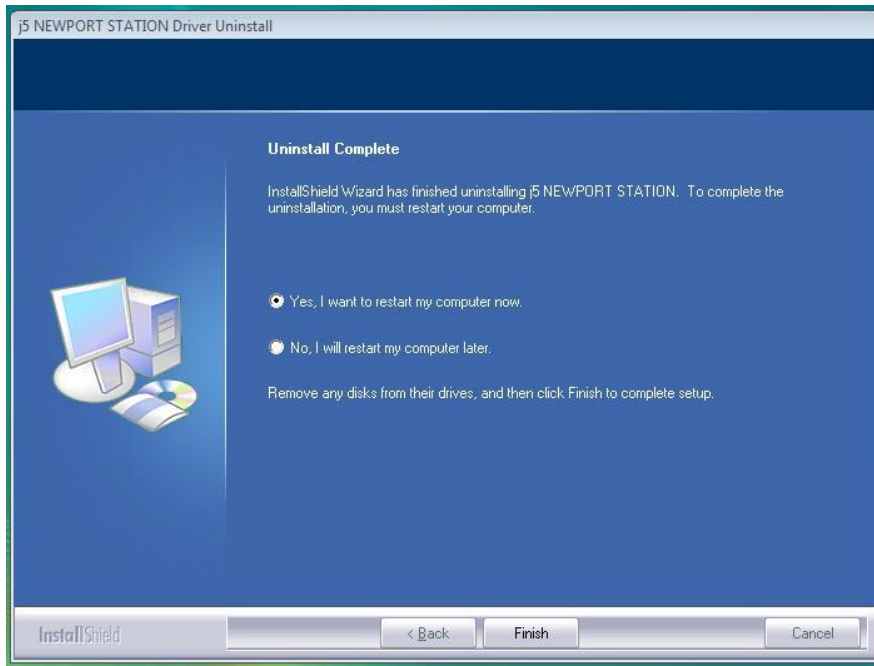 j5 NEWPORT STATION Driver Uninstall
Uninstall Complete
InstallShield Wizard has finished uninstalling j5 NEWPORT STATION. To complete the
uninstallation, you must restart your computer.
Yes, I want to restart my computer now.
No, I will restart my computer later.
Remove any disks from their drives, and then click Finish to complete setup.
InstallShield
< Back
Finish
Cancel